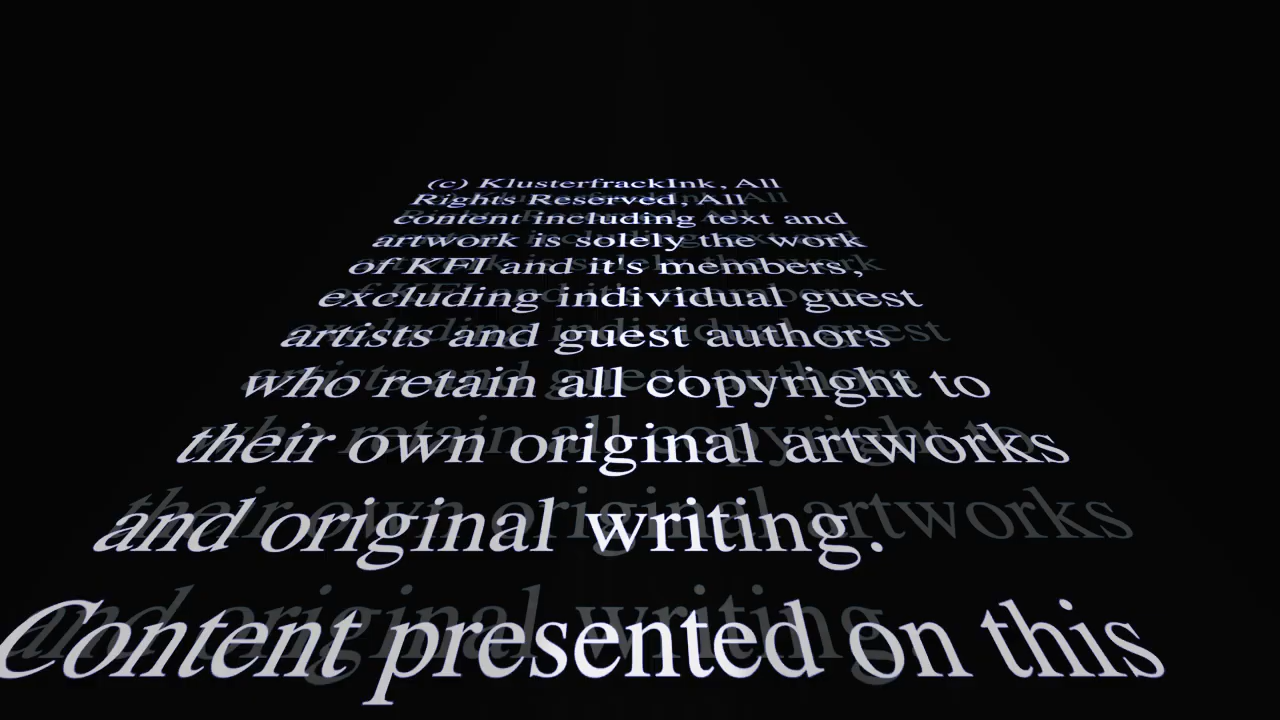 (c) KlusterfrackInk, All
Rights Reserved, All
content including text and
artwork is solely the work
of KFI and it's members,
excluding individual guest
artists and guest authors
who retain all copyright to
their own original artworks
and original writing.
Content presented on this